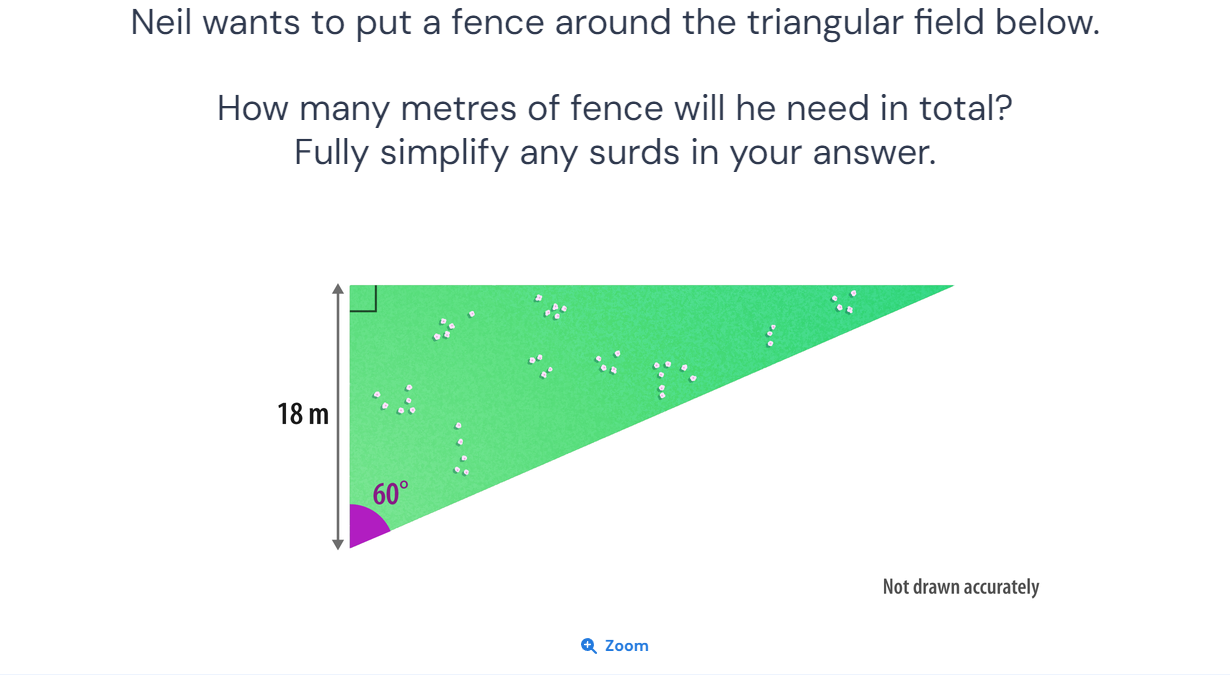 Neil wants to put a fence around the triangular field below.
How many metres of fence will he need in total?
Fully simplify any surds in your answer.
18 m
60°
Not drawn accurately
Zoom